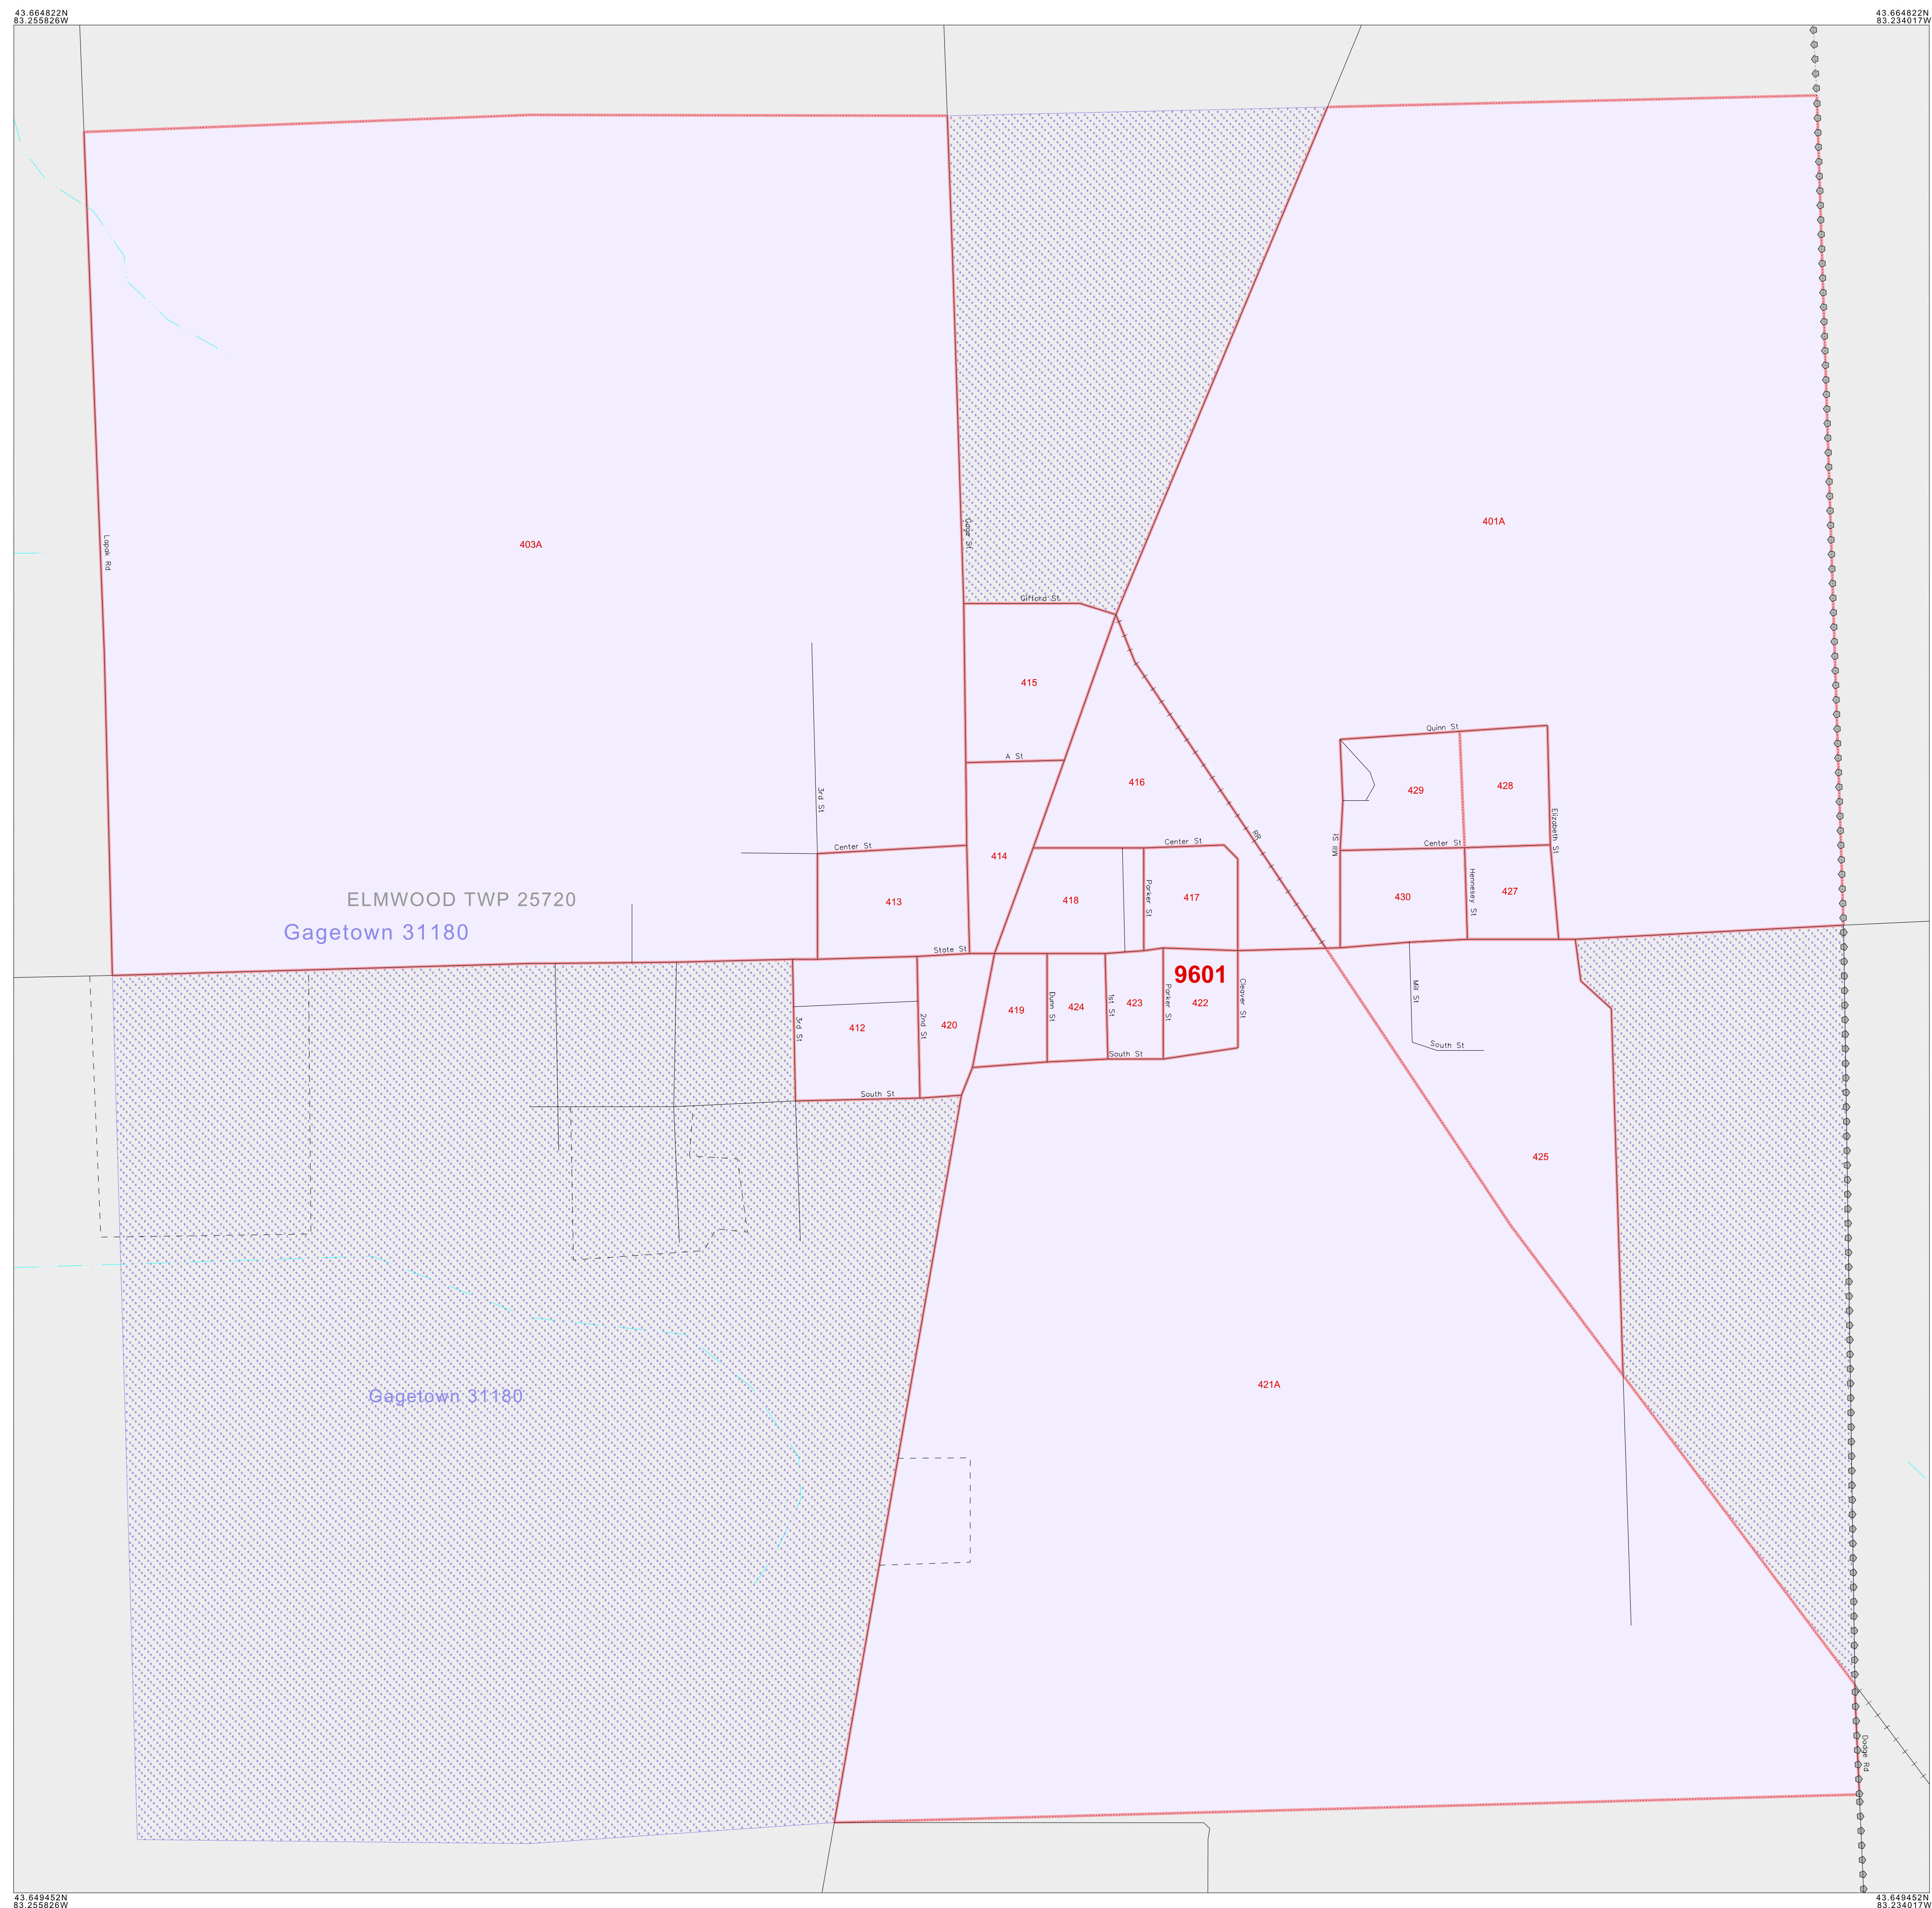 43.664822N
83.255826W
43.664822N
83.234017W
401A
Gage St
Lapak Rd
403A
Gifford St
415
Quinn St
A St
416
428
429
3rd St
Elizabeth St
RR
Mill St
Center St
Center St
Center St
414
Parker St
Hennesey St
ELMWOOD TWP 25720
413
418
417
430
427
Gagetown 31180
State St
9601
Dunn St
1st St
Parker St
422
Cleaver St
Mill St
419
424
423
3rd St
412
2nd St
420
South St
South St
South St
425
421A
Gagetown 31180
Dodge Rd
43.649452N
83.255826W
43.649452N
83.234017W